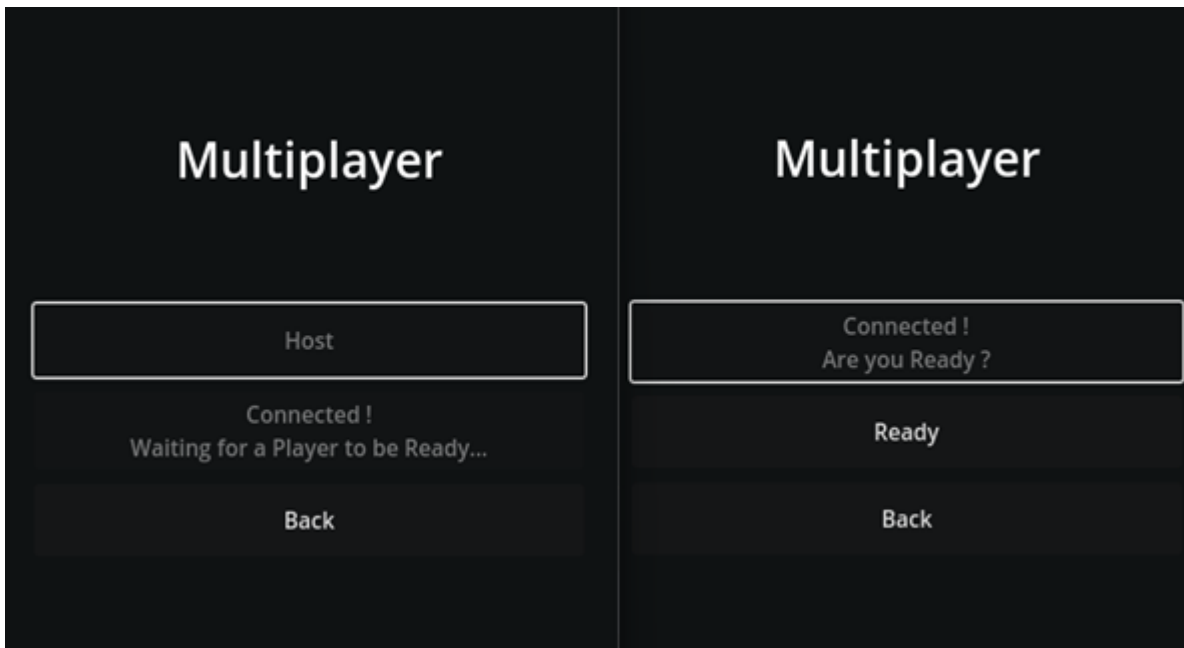 Multiplayer
Host
Connected !
Waiting for a Player to be Ready...
Back
Multiplayer
Connected !
Are you Ready ?
Ready
Back